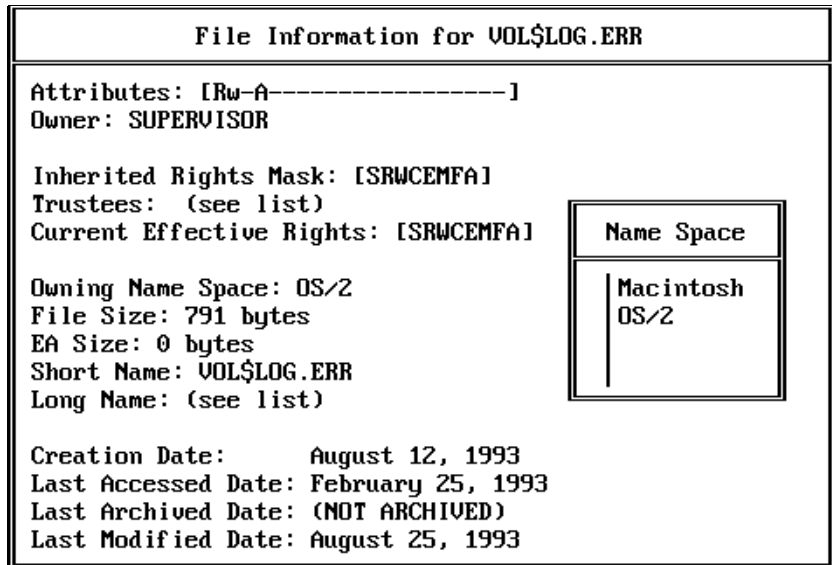 File Information for VOL$LOG.ERR
Attributes: [Rw-A-----------------]
Owner: SUPERVISOR
Inherited Rights Mask: [SRWCEMFA]
Trustees: (see list)
Current Effective Rights: [SRWCEMFA]
Owning Name Space: OS/2
File Size: 791 bytes
EA Size: 0 bytes
Short Name: VOL$LOG.ERR
Long Name: (see list)
Creation Date: August 12, 1993
Last Accessed Date: February 25, 1993
Last Archived Date: (NOT ARCHIVED)
Last Modified Date: August 25, 1993
Name Space
Macintosh
OS/2